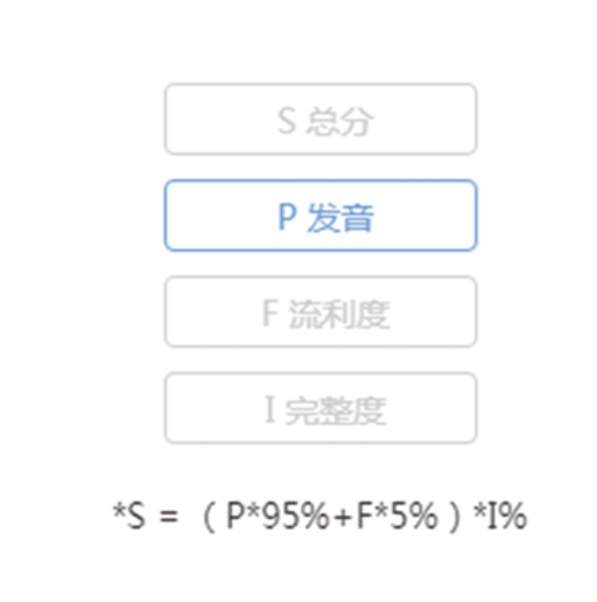 S 总分
P 发音
F 流利度
I 完整度
*S = （P*95%+F*5%）*I%